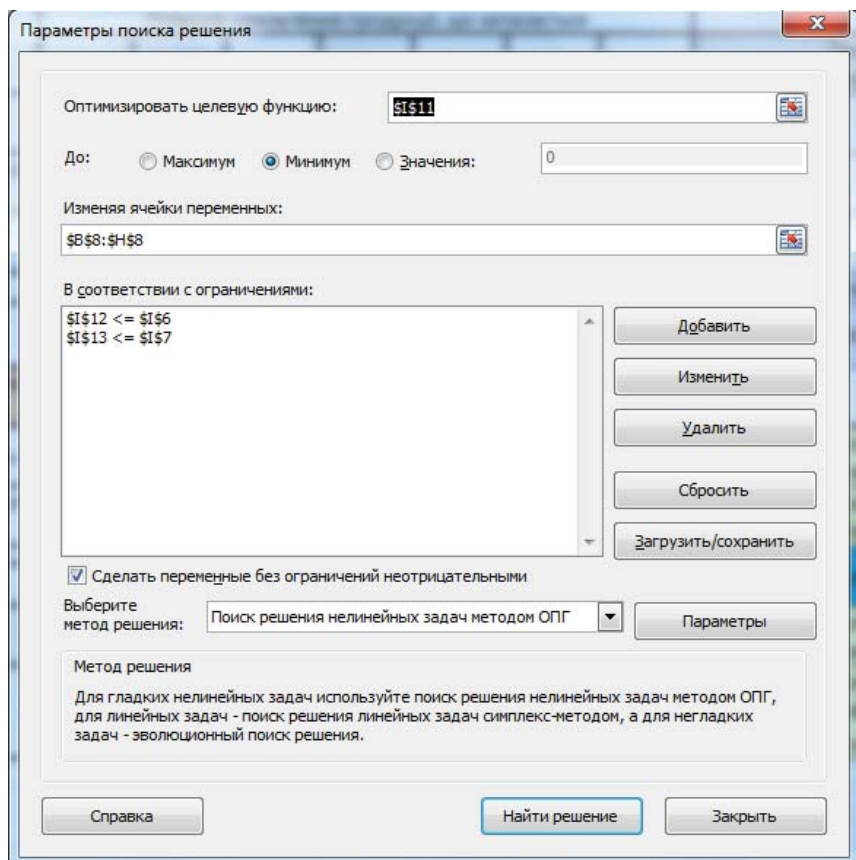 Параметры поиска решения
Оптимизировать целевую функцию: $I$11
До: Максимум Минимум Значения: 0
Изменяя ячейки переменных:
$B$8:$H$8
В соответствии с ограничениями:
$I$12 <= $I$6
$I$13 <= $I$7
Добавить
Изменить
Удалить
Сбросить
Загрузить/сохранить
Сделать переменные без ограничений неотрицательными
Выберите
метод решения:
Поиск решения нелинейных задач методом ОПГ
Параметры
Метод решения
Для гладких нелинейных задач используйте поиск решения нелинейных задач методом ОПГ,
для линейных задач - поиск решения линейных задач симплекс-методом, а для негладких
задач - эволюционный поиск решения.
Справка Найти решение Закрыть